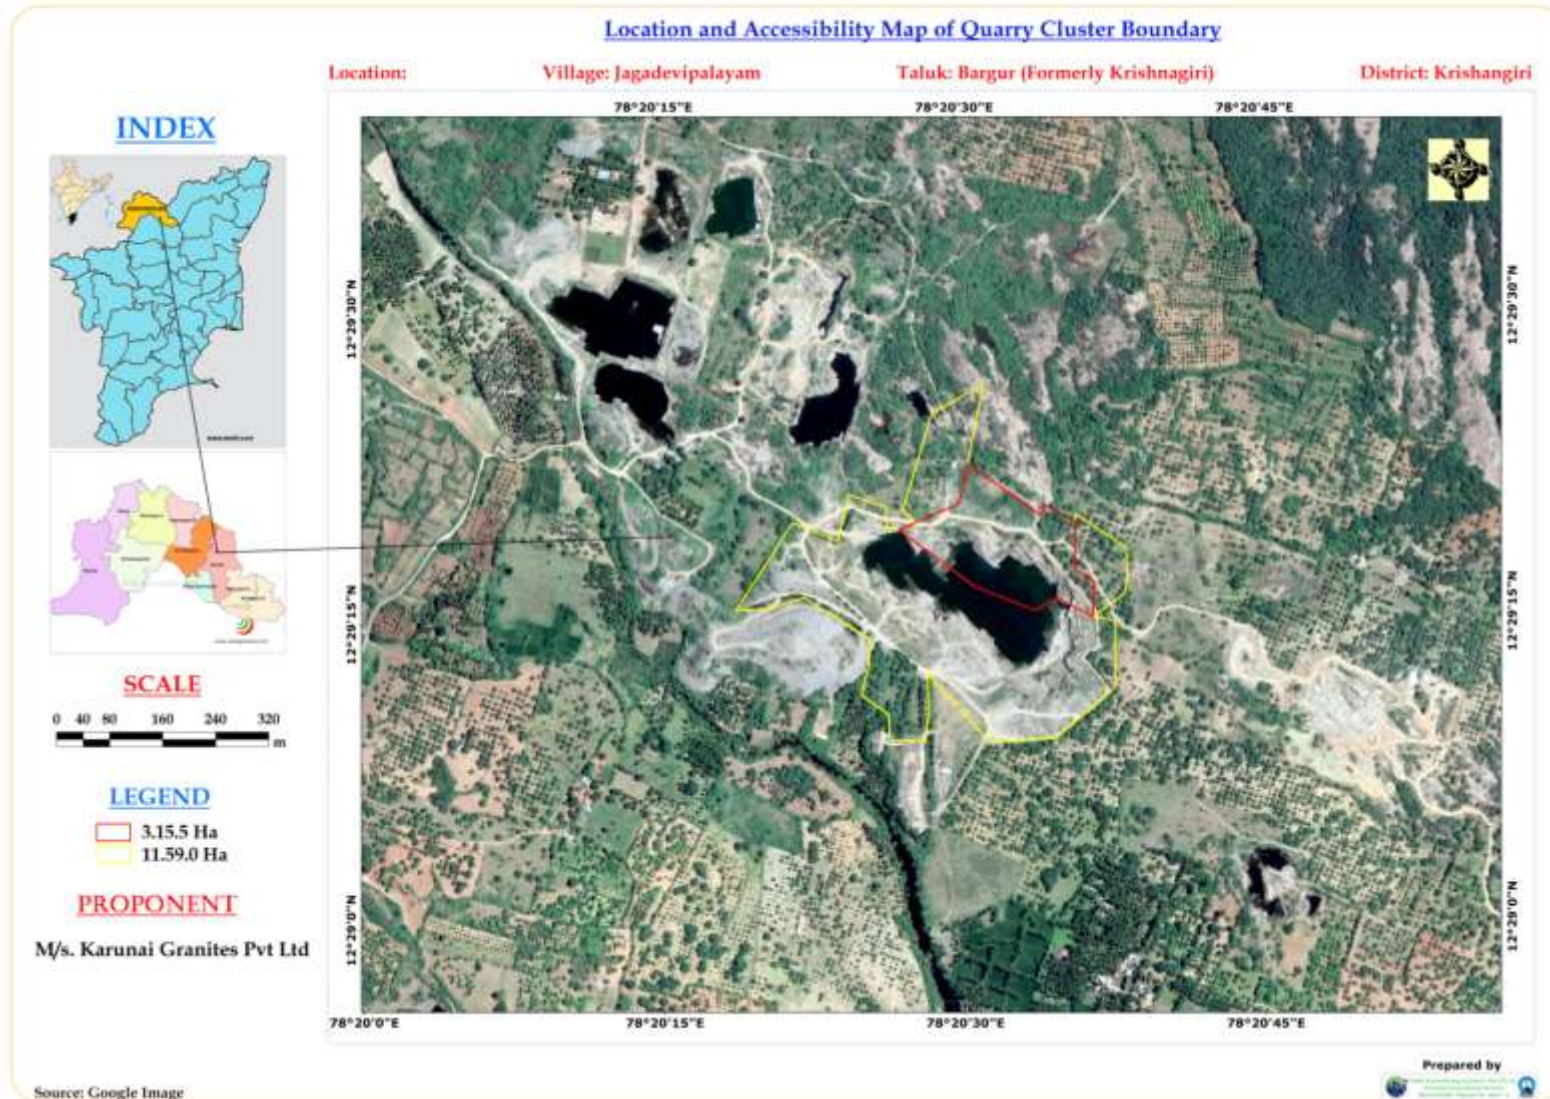 Location and Accessibility Map of Quarry Cluster Boundary
Location: Village: Jagadevipalayam Taluk: Bargur (Formerly Krishnagiri) District: Krishangiri
INDEX
78°20'15"E 78°20'30"E 78°20'45"E
12°29'30"N 12°29'30"N
12°29'15"N 12°29'15"N
12°29'0"N 12°29'0"N
78°20'0"E 78°20'15"E 78°20'30"E 78°20'45"E
SCALE
0 40 80 160 240 320
m
LEGEND
3.15.5 Ha
11.59.0 Ha
PROPONENT
M/s. Karunai Granites Pvt Ltd
Source: Google Image
Prepared by